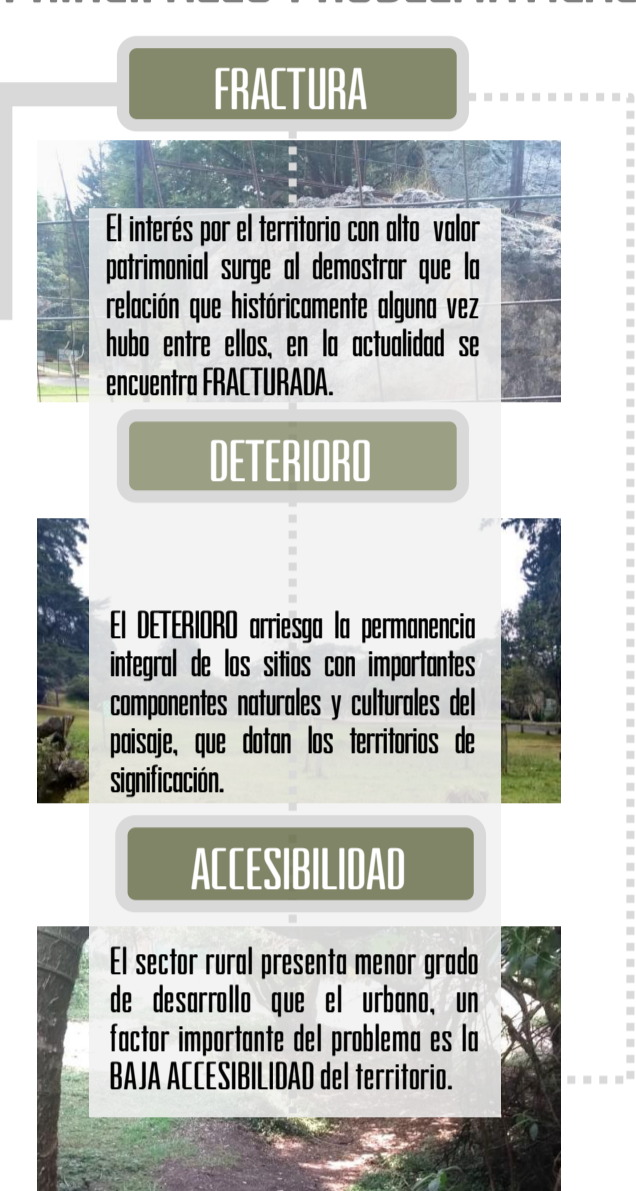 FRACTURA
El interés por el territorio con alto valor
patrimonial surge al demostrar que la
relación que históricamente alguna vez
hubo entre ellos, en la actualidad se
encuentra FRACTURADA.
DETERIORO
El DETERIORO arriesga la permanencia
integral de los sitios con importantes
componentes naturales y culturales del
paisaje, que dotan los territorios de
significación.
ACCESIBILIDAD
El sector rural presenta menor grado
de desarrollo que el urbano, un
factor importante del problema es la
BAJA ACCESIBILIDAD del territorio.